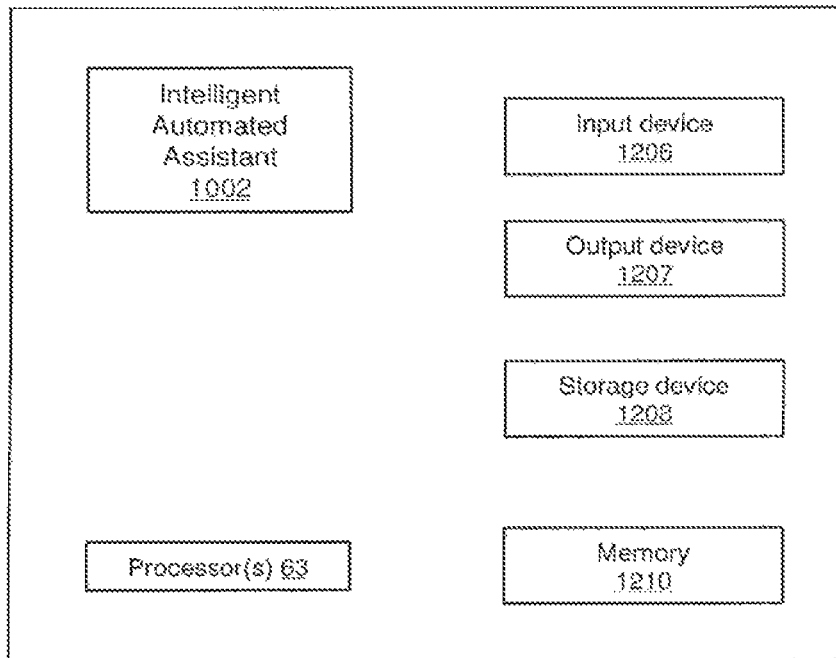 Intelligent
Automated
Assistant
1002
Input device
1206
Output device
1207
Storage device
1208
Processor(s) 63
Memory
1210